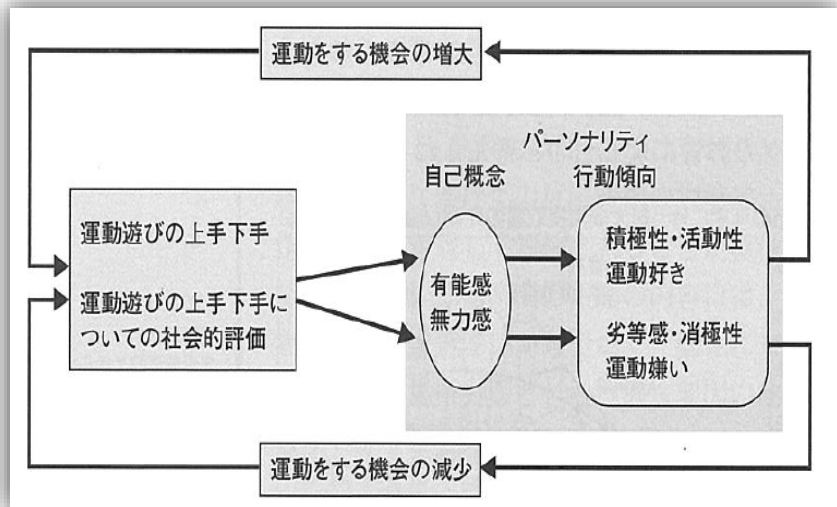 運動をする機会の増大
パーソナリティ
自己概念
行動傾向
運動遊びの上手下手
運動遊びの上手下手に
ついての社会的評価
有能感
無力感
積極性・活動性
運動好き
劣等感・消極性
運動嫌い
運動をする機会の減少